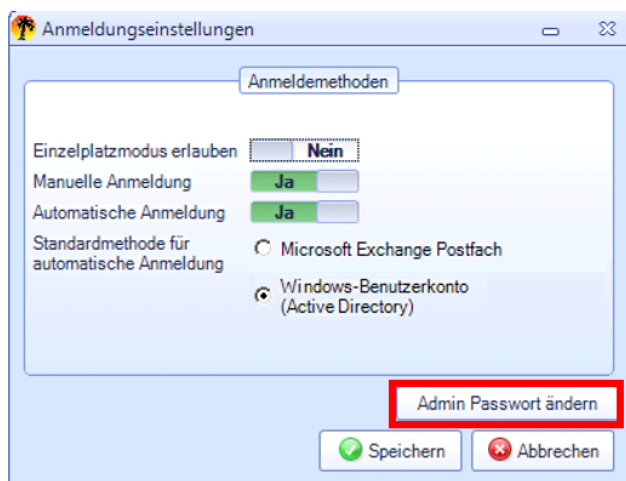 Anmeldungseinstellungen
Anmeldemethoden
Einzelplatzmodus erlauben Nein
Manuelle Anmeldung Ja
Automatische Anmeldung Ja
Standardmethode für
automatische Anmeldung
Microsoft Exchange Postfach
Windows-Benutzerkonto
(Active Directory)
Admin Passwort ändern
Speichern Abbrechen